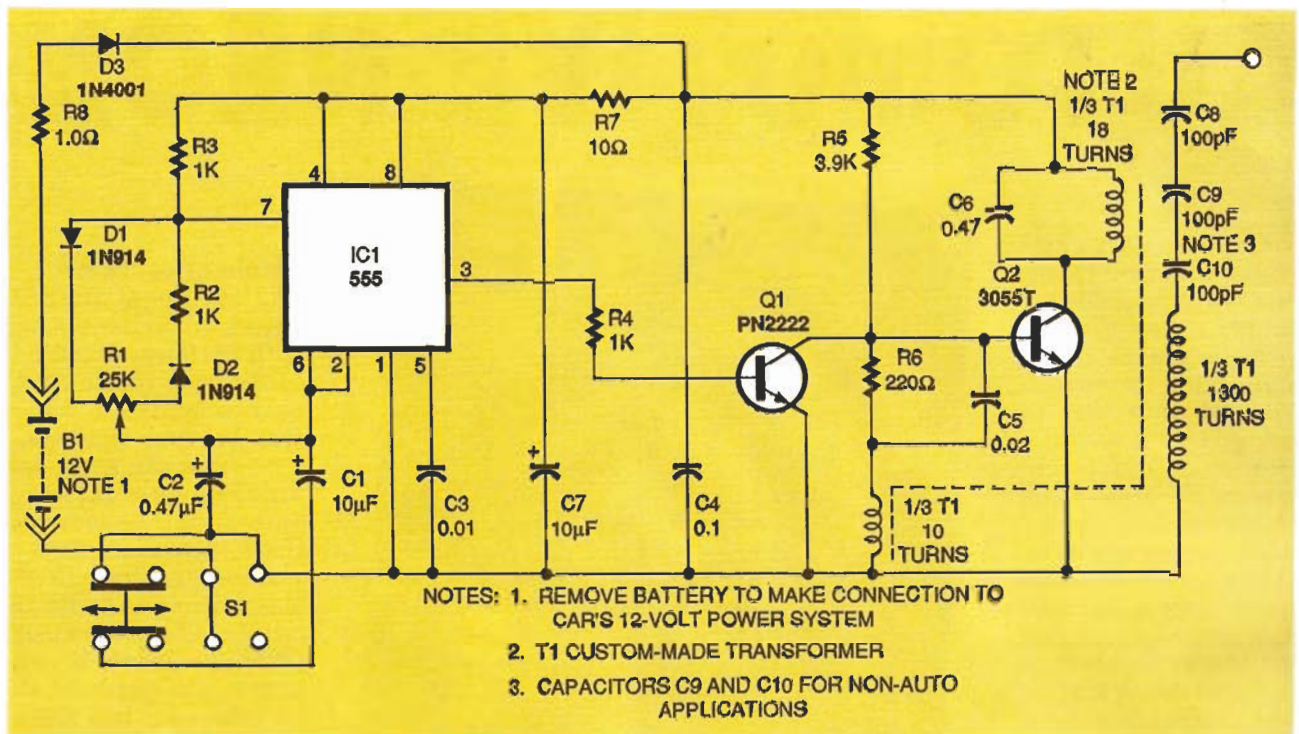 D3
1N4001
R8
1.0Ω
R3
1K
D1
1N914
R2
1K
R1
25K
D2
1N914
B1
12V
NOTE 1
C2
0.47µF
+
C1
10µF
+
S1
7
4
8
IC1
555
3
6
2
1
5
C3
0.01
+
C7
10µF
C4
0.1
R7
10Ω
R4
1K
Q1
PN2222
R5
3.9K
R6
220Ω
C5
0.02
1/3 T1
10
TURNS
C6
0.47
Q2
3055T
NOTE 2
1/3 T1
18
TURNS
C8
100pF
C9
100pF
NOTE 3
C10
100pF
1/3 T1
1300
TURNS
NOTES: 1. REMOVE BATTERY TO MAKE CONNECTION TO
CAR'S 12-VOLT POWER SYSTEM
2. T1 CUSTOM-MADE TRANSFORMER
3. CAPACITORS C9 AND C10 FOR NON-AUTO
APPLICATIONS